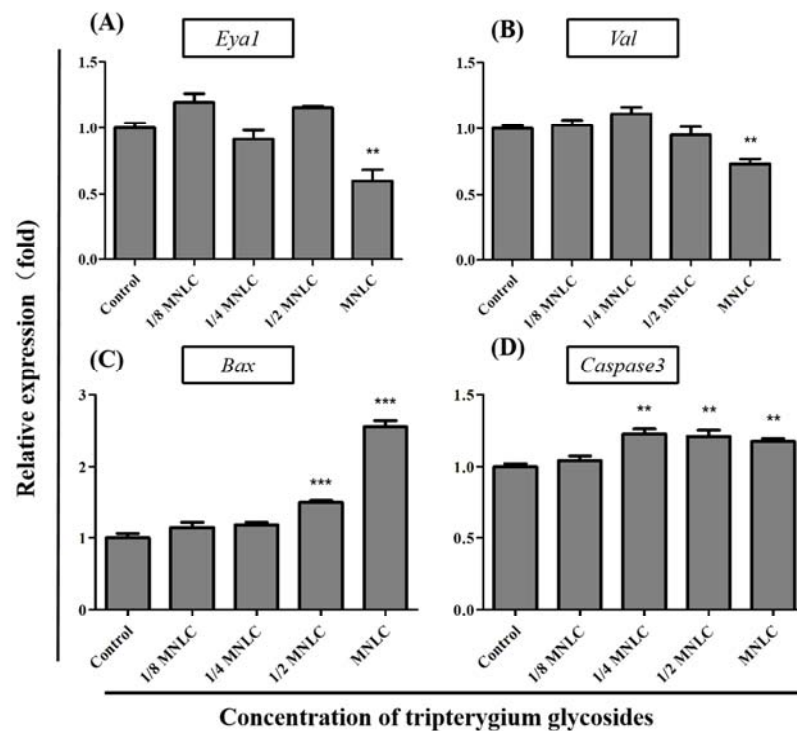 (A)
Eya1
1.5
1.0
0.5
0.0
**
Control
1/8 MNLC
1/4 MNLC
1/2 MNLC
MNLC
(B)
Val
1.5
1.0
0.5
0.0
**
Control
1/8 MNLC
1/4 MNLC
1/2 MNLC
MNLC
Relative expression（fold）
(C)
Bax
3
2
1
0
***
***
Control
1/8 MNLC
1/4 MNLC
1/2 MNLC
MNLC
(D)
Caspase3
1.5
1.0
0.5
0.0
**
**
**
Control
1/8 MNLC
1/4 MNLC
1/2 MNLC
MNLC
Concentration of tripterygium glycosides